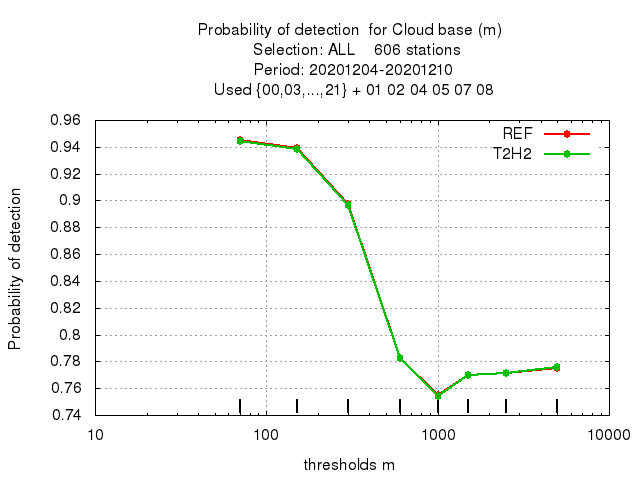 Probability of detection  for Cloud base (m)
Selection: ALL    606 stations
Period: 20201204-20201210
Used {00,03,...,21} + 01 02 04 05 07 08
REF
T2H2
Probability of detection
0.96
0.94
0.92
0.9
0.88
0.86
0.84
0.82
0.8
0.78
0.76
0.74
10 100 1000 10000
thresholds m